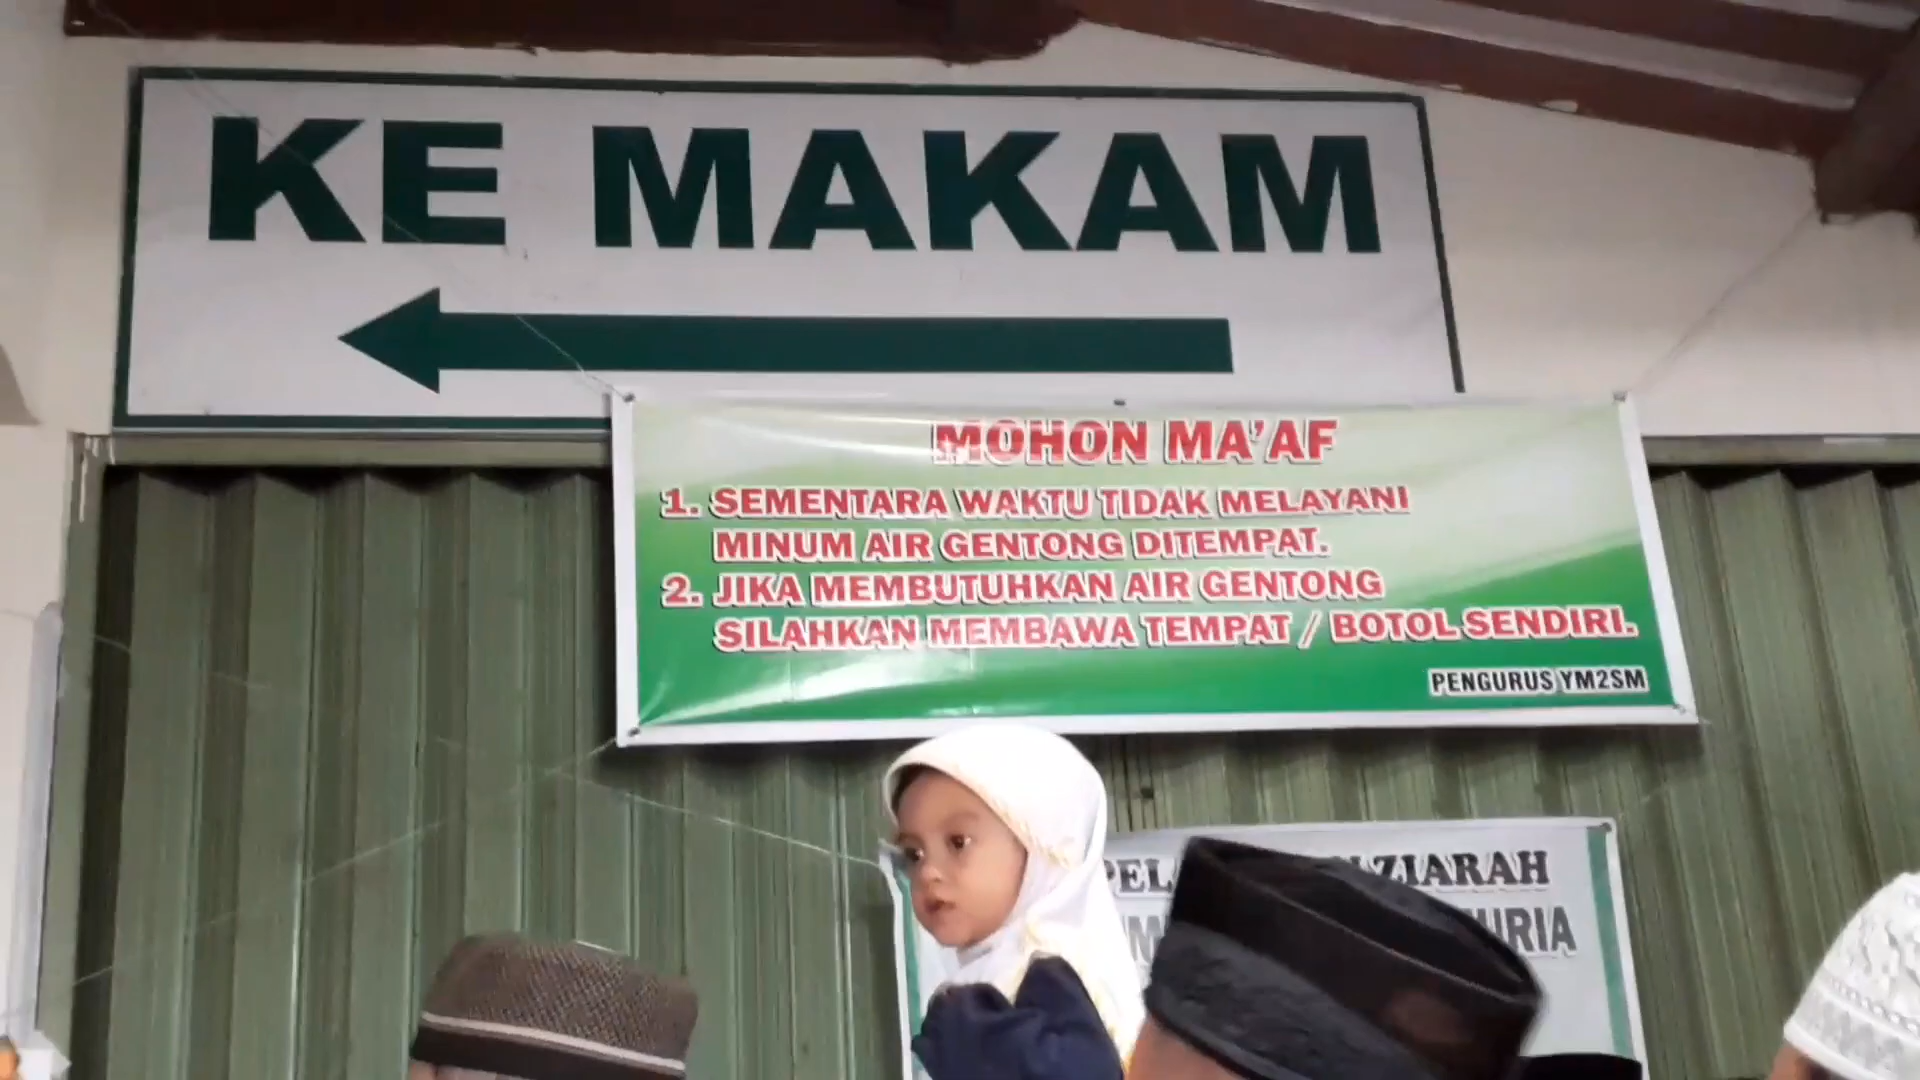 KE MAKAM
MOHON MA'AF
1. SEMENTARA WAKTU TIDAK MELAYANI
MINUM AIR GENTONG DITEMPAT.
2. JIKA MEMBUTUHKAN AIR GENTONG
SILAHKAN MEMBAWA TEMPAT / BOTOL SENDIRI.
PENGURUS YM2SM
ZIARAH